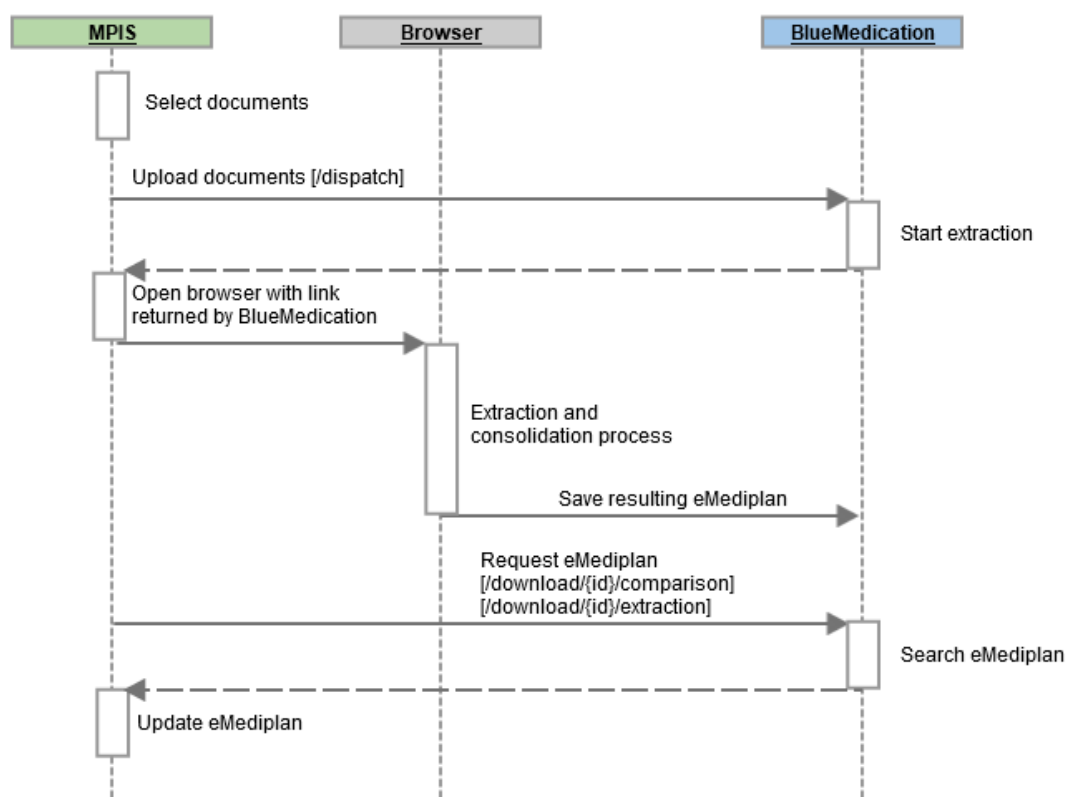 MPIS
Browser
BlueMedication
Select documents
Upload documents [/dispatch]
Start extraction
Open browser with link
returned by BlueMedication
Extraction and
consolidation process
Save resulting eMediplan
Request eMediplan
[/download/{id}/comparison]
[/download/{id}/extraction]
Search eMediplan
Update eMediplan